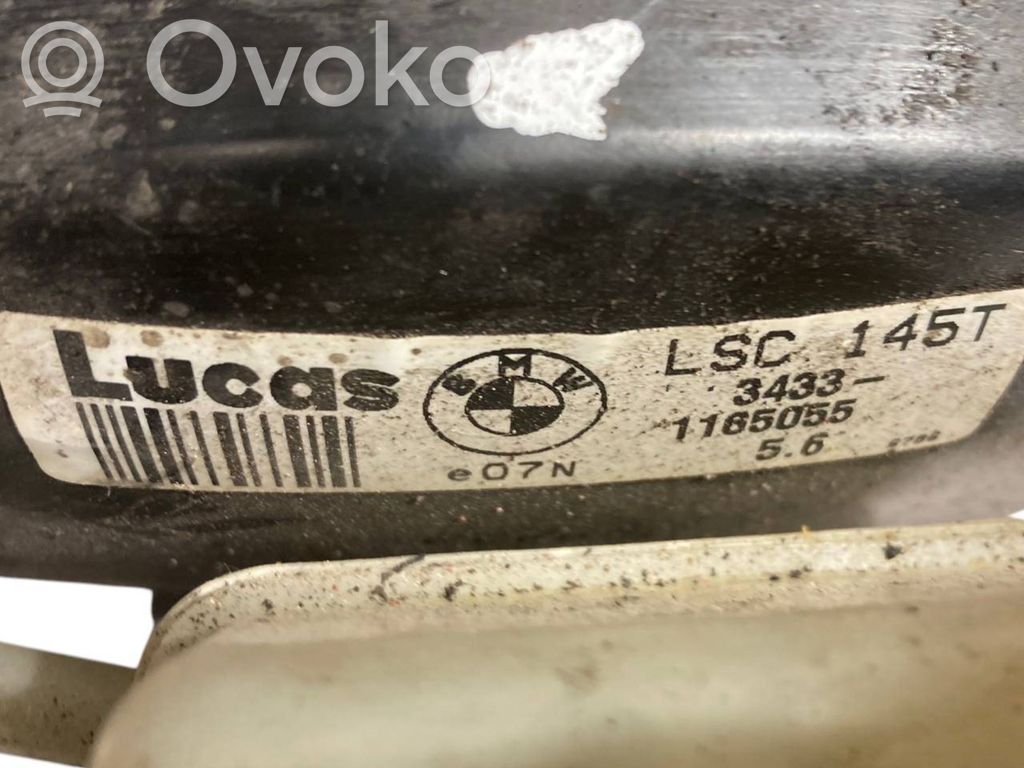 Ovoko
Lucas
BMW
e07N
LSC 145T
3433-
1165055
5.6